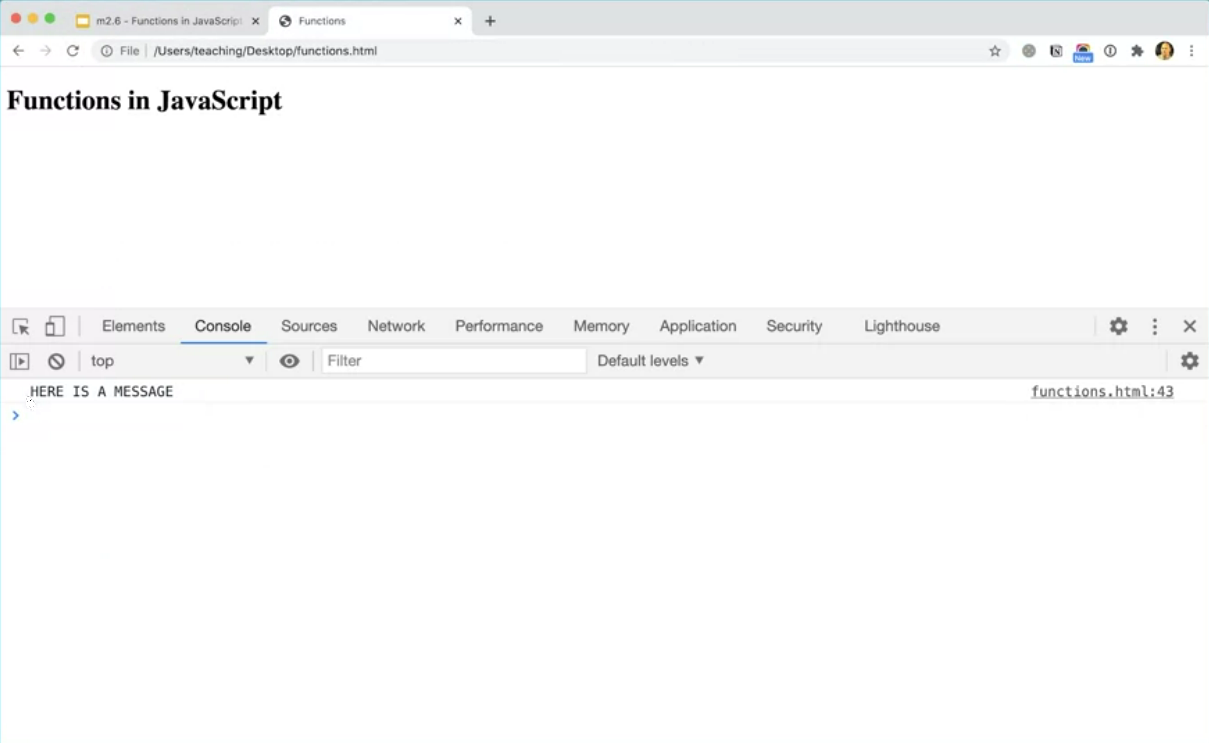 m2.6 - Functions in JavaScript
Functions
File /Users/teaching/Desktop/functions.html
New
Functions in JavaScript
Elements Console Sources Network Performance Memory Application Security Lighthouse
top Filter Default levels
HERE IS A MESSAGE functions.html:43